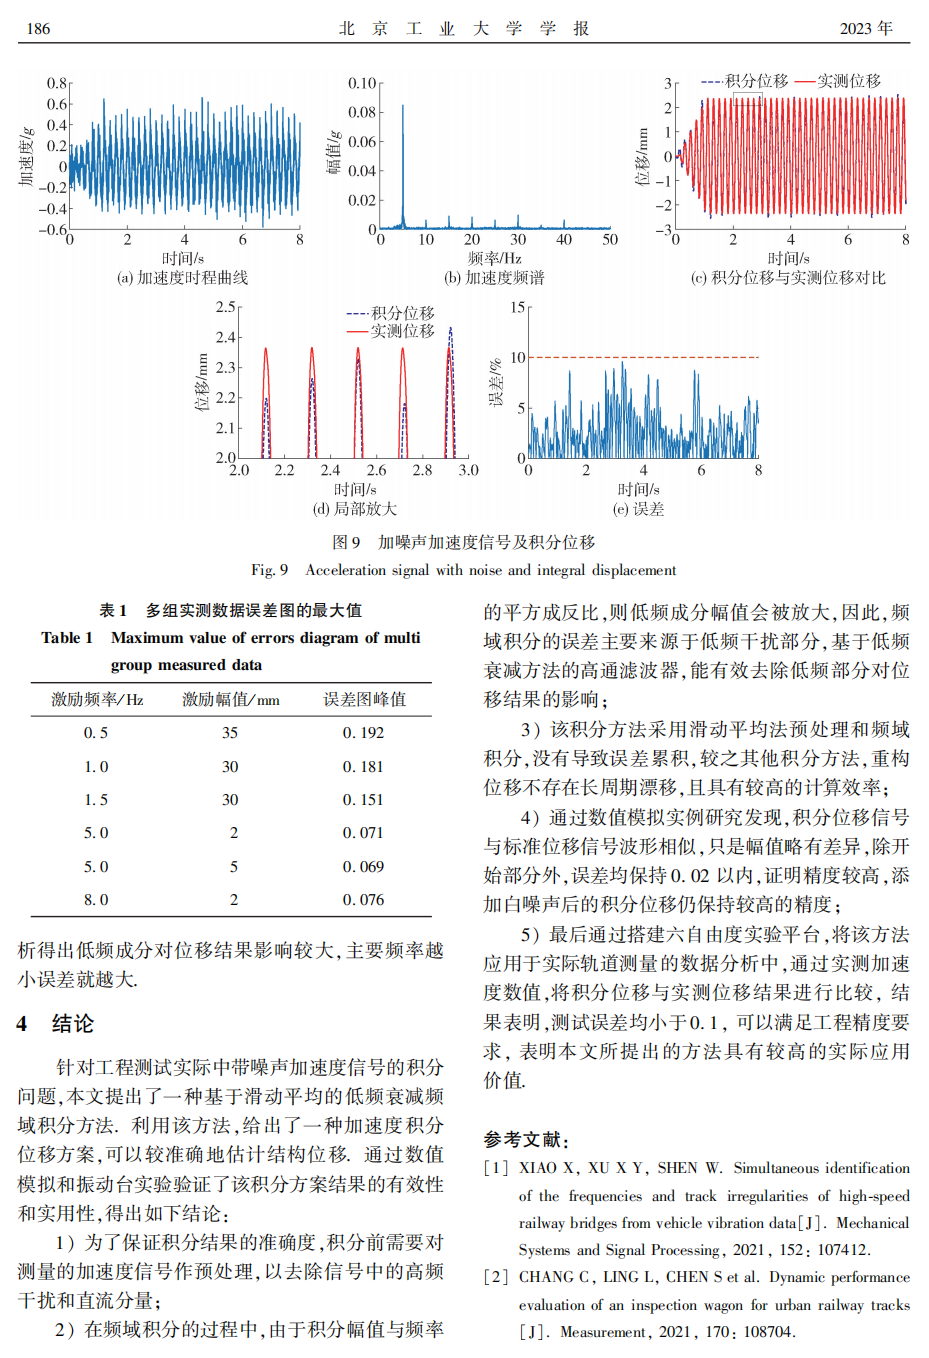 186
北 京 工 业 大 学 学 报
2023 年
0.8
0.6
0.4
0.2
0
−0.2
−0.4
−0.6
加速度/g
0 2 4 6 8
时间/s
(a) 加速度时程曲线
0.10
0.08
0.06
0.04
0.02
0
幅值/g
0 10 20 30 40 50
频率/Hz
(b) 加速度频谱
积分位移 实测位移
3
2
1
0
−1
−2
−3
位移/mm
0 2 4 6 8
时间/s
(c) 积分位移与实测位移对比
2.5
2.4
2.3
2.2
2.1
2.0
位移/mm
积分位移
实测位移
2.0 2.2 2.4 2.6 2.8 3.0
时间/s
(d) 局部放大
15
10
5
0
误差/%
0 2 4 6 8
时间/s
(e) 误差
图 9 加噪声加速度信号及积分位移
Fig. 9 Acceleration signal with noise and integral displacement
表 1 多组实测数据误差图的最大值
Table 1 Maximum value of errors diagram of multi
group measured data
激励频率/Hz 激励幅值/mm 误差图峰值
0.5 35 0.192
1.0 30 0.181
1.5 30 0.151
5.0 2 0.071
5.0 5 0.069
8.0 2 0.076
析得出低频成分对位移结果影响较大,主要频率越
小误差就越大.
4 结论
针对工程测试实际中带噪声加速度信号的积分
问题,本文提出了一种基于滑动平均的低频衰减频
域积分方法. 利用该方法,给出了一种加速度积分
位移方案,可以较准确地估计结构位移. 通过数值
模拟和振动台实验验证了该积分方案结果的有效性
和实用性,得出如下结论:
1) 为了保证积分结果的准确度,积分前需要对
测量的加速度信号作预处理,以去除信号中的高频
干扰和直流分量;
2) 在频域积分的过程中,由于积分幅值与频率
的平方成反比,则低频成分幅值会被放大,因此,频
域积分的误差主要来源于低频干扰部分,基于低频
衰减方法的高通滤波器,能有效去除低频部分对位
移结果的影响;
3) 该积分方法采用滑动平均法预处理和频域
积分,没有导致误差累积,较之其他积分方法,重构
位移不存在长周期漂移,且具有较高的计算效率;
4) 通过数值模拟实例研究发现,积分位移信号
与标准位移信号波形相似,只是幅值略有差异,除开
始部分外,误差均保持 0.02 以内,证明精度较高,添
加白噪声后的积分位移仍保持较高的精度;
5) 最后通过搭建六自由度实验平台,将该方法
应用于实际轨道测量的数据分析中,通过实测加速
度数值,将积分位移与实测位移结果进行比较, 结
果表明,测试误差均小于 0.1, 可以满足工程精度要
求, 表明本文所提出的方法具有较高的实际应用
价值.
参考文献:
[1] XIAO X, XU X Y, SHEN W. Simultaneous identification
of the frequencies and track irregularities of high-speed
railway bridges from vehicle vibration data[J]. Mechanical
Systems and Signal Processing, 2021, 152: 107412.
[2] CHANG C, LING L, CHEN S et al. Dynamic performance
evaluation of an inspection wagon for urban railway tracks
[J]. Measurement, 2021, 170: 108704.